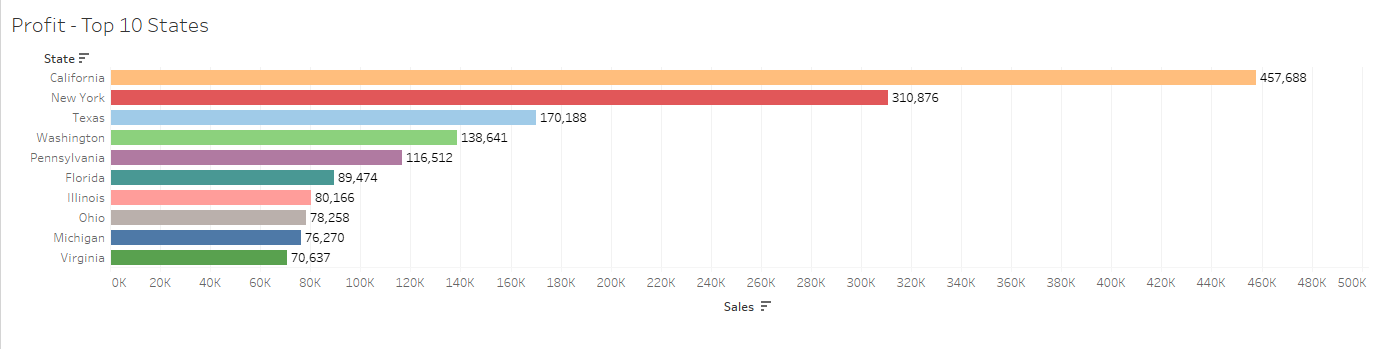 Profit - Top 10 States
State
California 457,688
New York 310,876
Texas 170,188
Washington 138,641
Pennsylvania 116,512
Florida 89,474
Illinois 80,166
Ohio 78,258
Michigan 76,270
Virginia 70,637
0K 20K 40K 60K 80K 100K 120K 140K 160K 180K 200K 220K 240K 260K 280K 300K 320K 340K 360K 380K 400K 420K 440K 460K 480K 500K
Sales